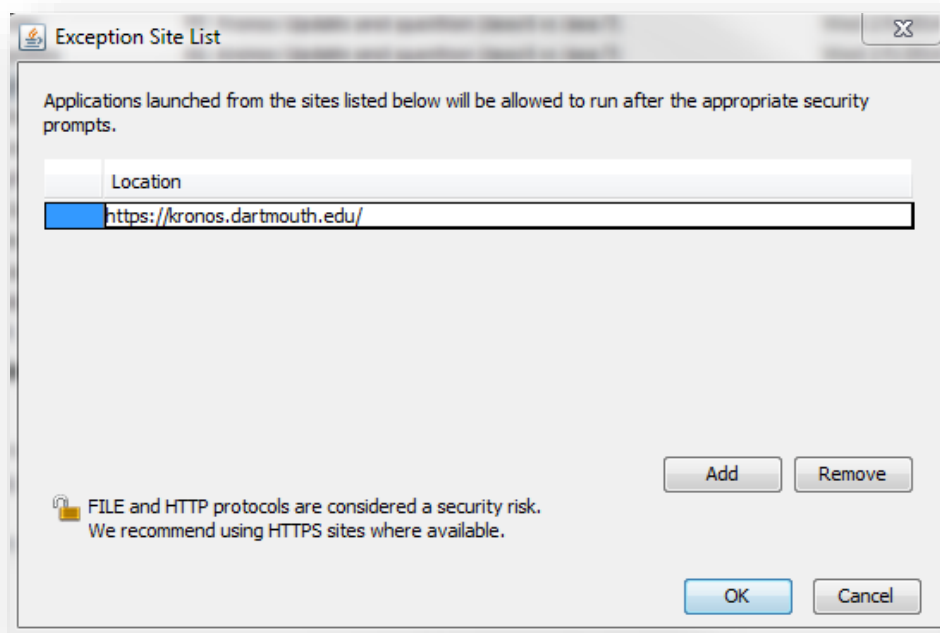 Exception Site List
Applications launched from the sites listed below will be allowed to run after the appropriate security
prompts.
Location
https://kronos.dartmouth.edu/
Add Remove
FILE and HTTP protocols are considered a security risk.
We recommend using HTTPS sites where available.
OK Cancel